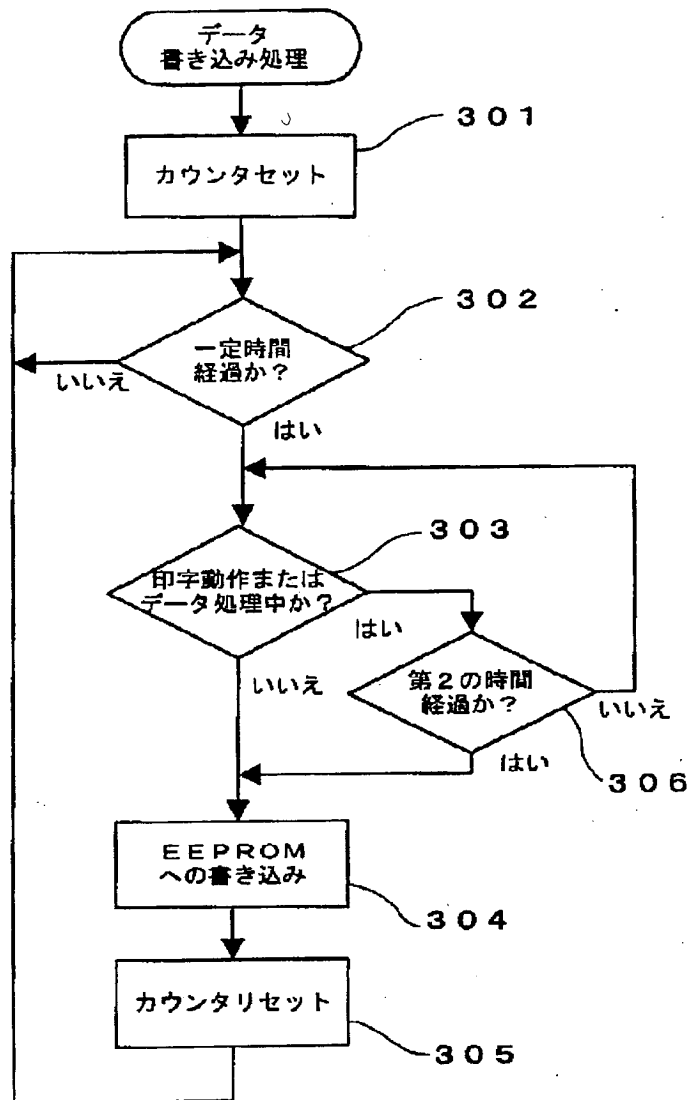 データ
書き込み処理
301
カウンタセット
302
一定時間
経過か？
いいえ
はい
303
印字動作または
データ処理中か？
はい
いいえ
第２の時間
経過か？
いいえ
はい
306
EEPROM
への書き込み
304
カウンタリセット
305